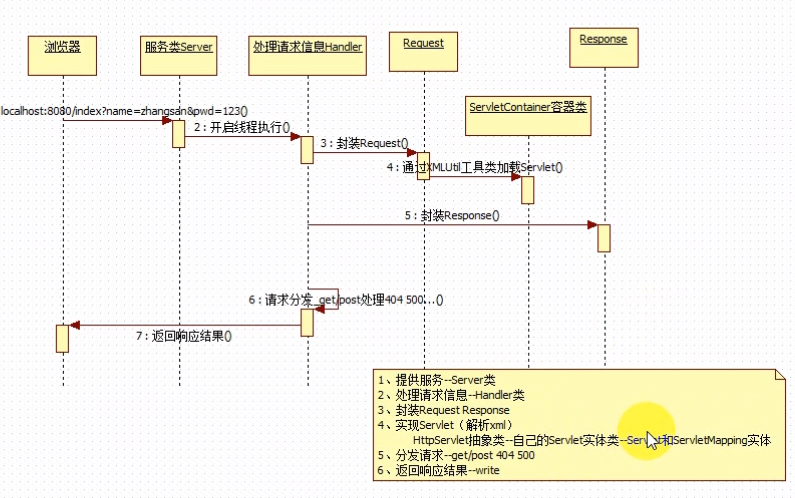 浏览器
服务类Server
处理请求信息Handler
Request
Response
ServletContainer容器类
localhost:8080/index?name=zhangsan&pwd=123()
2 : 开启线程执行()
3 : 封装Request()
4 : 通过XMLUtil工具类加载Servlet()
5 : 封装Response()
6 : 请求分发_get/post处理404 500...()
7 : 返回响应结果()
1、提供服务--Server类
2、处理请求信息--Handler类
3、封装Request Response
4、实现Servlet（解析xml）
HttpServlet抽象类--自己的Servlet实体类--Servlet和ServletMapping实体
5、分发请求--get/post 404 500
6、返回响应结果--write